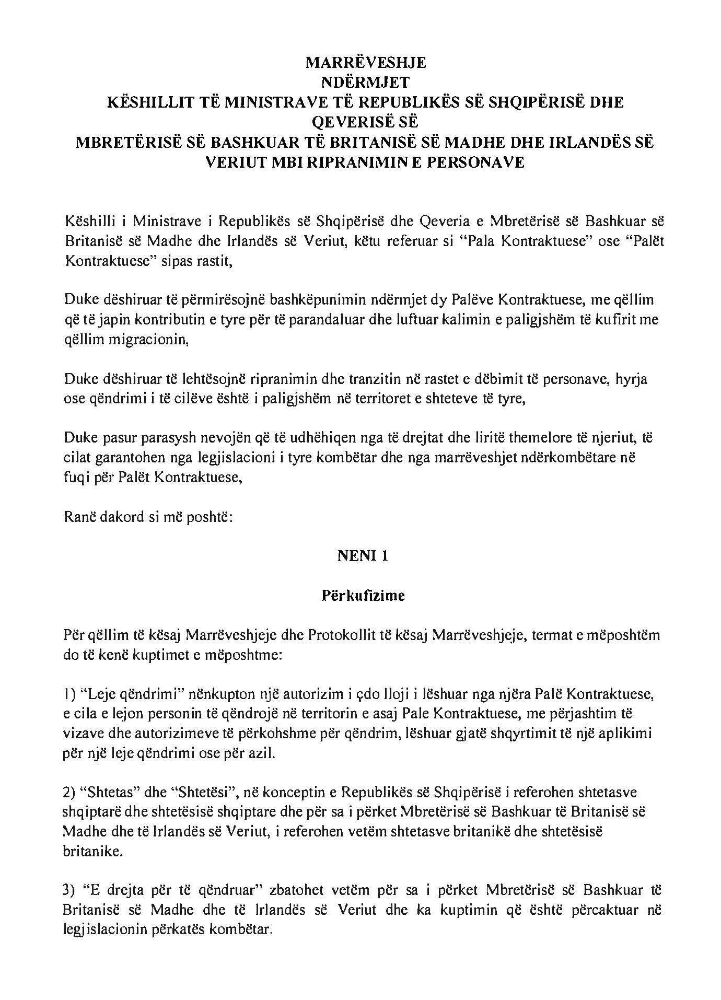 MARRËVESHJE
NDËRMJET
KËSHILLIT TË MINISTRAVE TË REPUBLIKËS SË SHQIPËRISË DHE
QEVERISË SË
MBRETËRISË SË BASHKUAR TË BRITANISË SË MADHE DHE IRLANDËS SË
VERIUT MBI RIPRANIMIN E PERSONAVE
Këshilli i Ministrave i Republikës së Shqipërisë dhe Qeveria e Mbretërisë së Bashkuar së
Britanisë së Madhe dhe Irlandës së Veriut, këtu referuar si “Pala Kontraktuese” ose “Palët
Kontraktuese” sipas rastit,
Duke dëshiruar të përmirësojnë bashkëpunimin ndërmjet dy Palëve Kontraktuese, me qëllim
që të japin kontributin e tyre për të parandaluar dhe luftuar kalimin e paligjshëm të kufirit me
qëllim migracionin,
Duke dëshiruar të lehtësojnë ripranimin dhe tranzitin në rastet e dëbimit të personave, hyrja
ose qëndrimi i të cilëve është i paligjshëm në territoret e shteteve të tyre,
Duke pasur parasysh nevojën që të udhëhiqen nga të drejtat dhe liritë themelore të njeriut, të
cilat garantohen nga legjislacioni i tyre kombëtar dhe nga marrëveshjet ndërkombëtare në
fuqi për Palët Kontraktuese,
Ranë dakord si më poshtë:
NENI 1
Përkufizime
Për qëllim të kësaj Marrëveshjeje dhe Protokollit të kësaj Marrëveshjeje, termat e mëposhtëm
do të kenë kuptimet e mëposhtme:
1) “Leje qëndrimi” nënkupton një autorizim i çdo lloji i lëshuar nga njëra Palë Kontraktuese,
e cila e lejon personin të qëndrojë në territorin e asaj Pale Kontraktuese, me përjashtim të
vizave dhe autorizimeve të përkohshme për qëndrim, lëshuar gjatë shqyrtimit të një aplikimi
për një leje qëndrimi ose për azil.
2) “Shtetas” dhe “Shtetësi”, në konceptin e Republikës së Shqipërisë i referohen shtetasve
shqiptarë dhe shtetësisë shqiptare dhe për sa i përket Mbretërisë së Bashkuar të Britanisë së
Madhe dhe të Irlandës së Veriut, i referohen vetëm shtetasve britanikë dhe shtetësisë
britanike.
3) “E drejta për të qëndruar” zbatohet vetëm për sa i përket Mbretërisë së Bashkuar të
Britanisë së Madhe dhe të Irlandës së Veriut dhe ka kuptimin që është përcaktuar në
legjislacionin përkatës kombëtar.